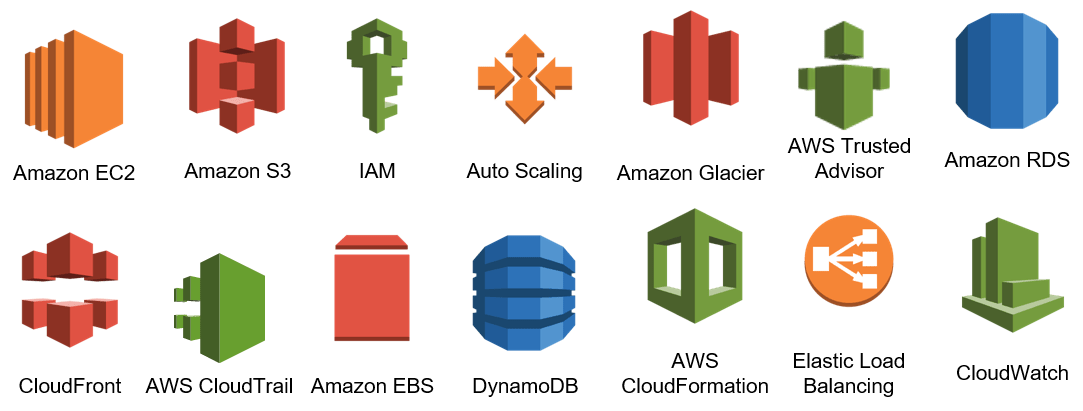 Amazon EC2
Amazon S3
IAM
Auto Scaling
Amazon Glacier
AWS Trusted
Advisor
Amazon RDS
CloudFront
AWS CloudTrail
Amazon EBS
DynamoDB
AWS
CloudFormation
Elastic Load
Balancing
CloudWatch